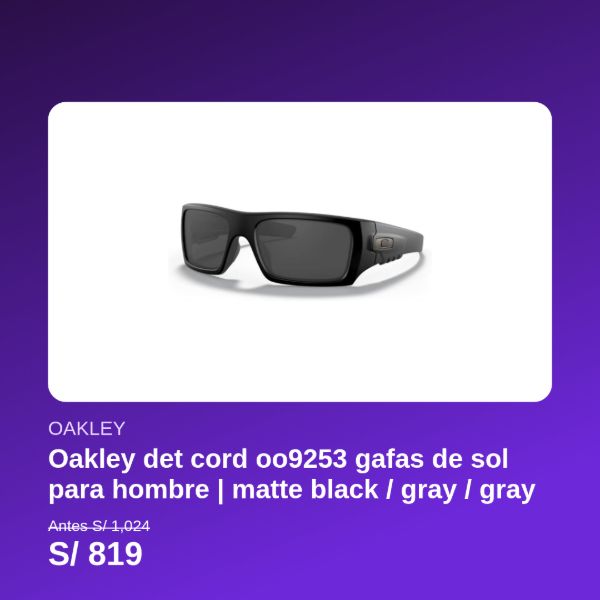 OAKLEY
Oakley det cord oo9253 gafas de sol
para hombre | matte black / gray / gray
Antes S/ 1,024
S/ 819